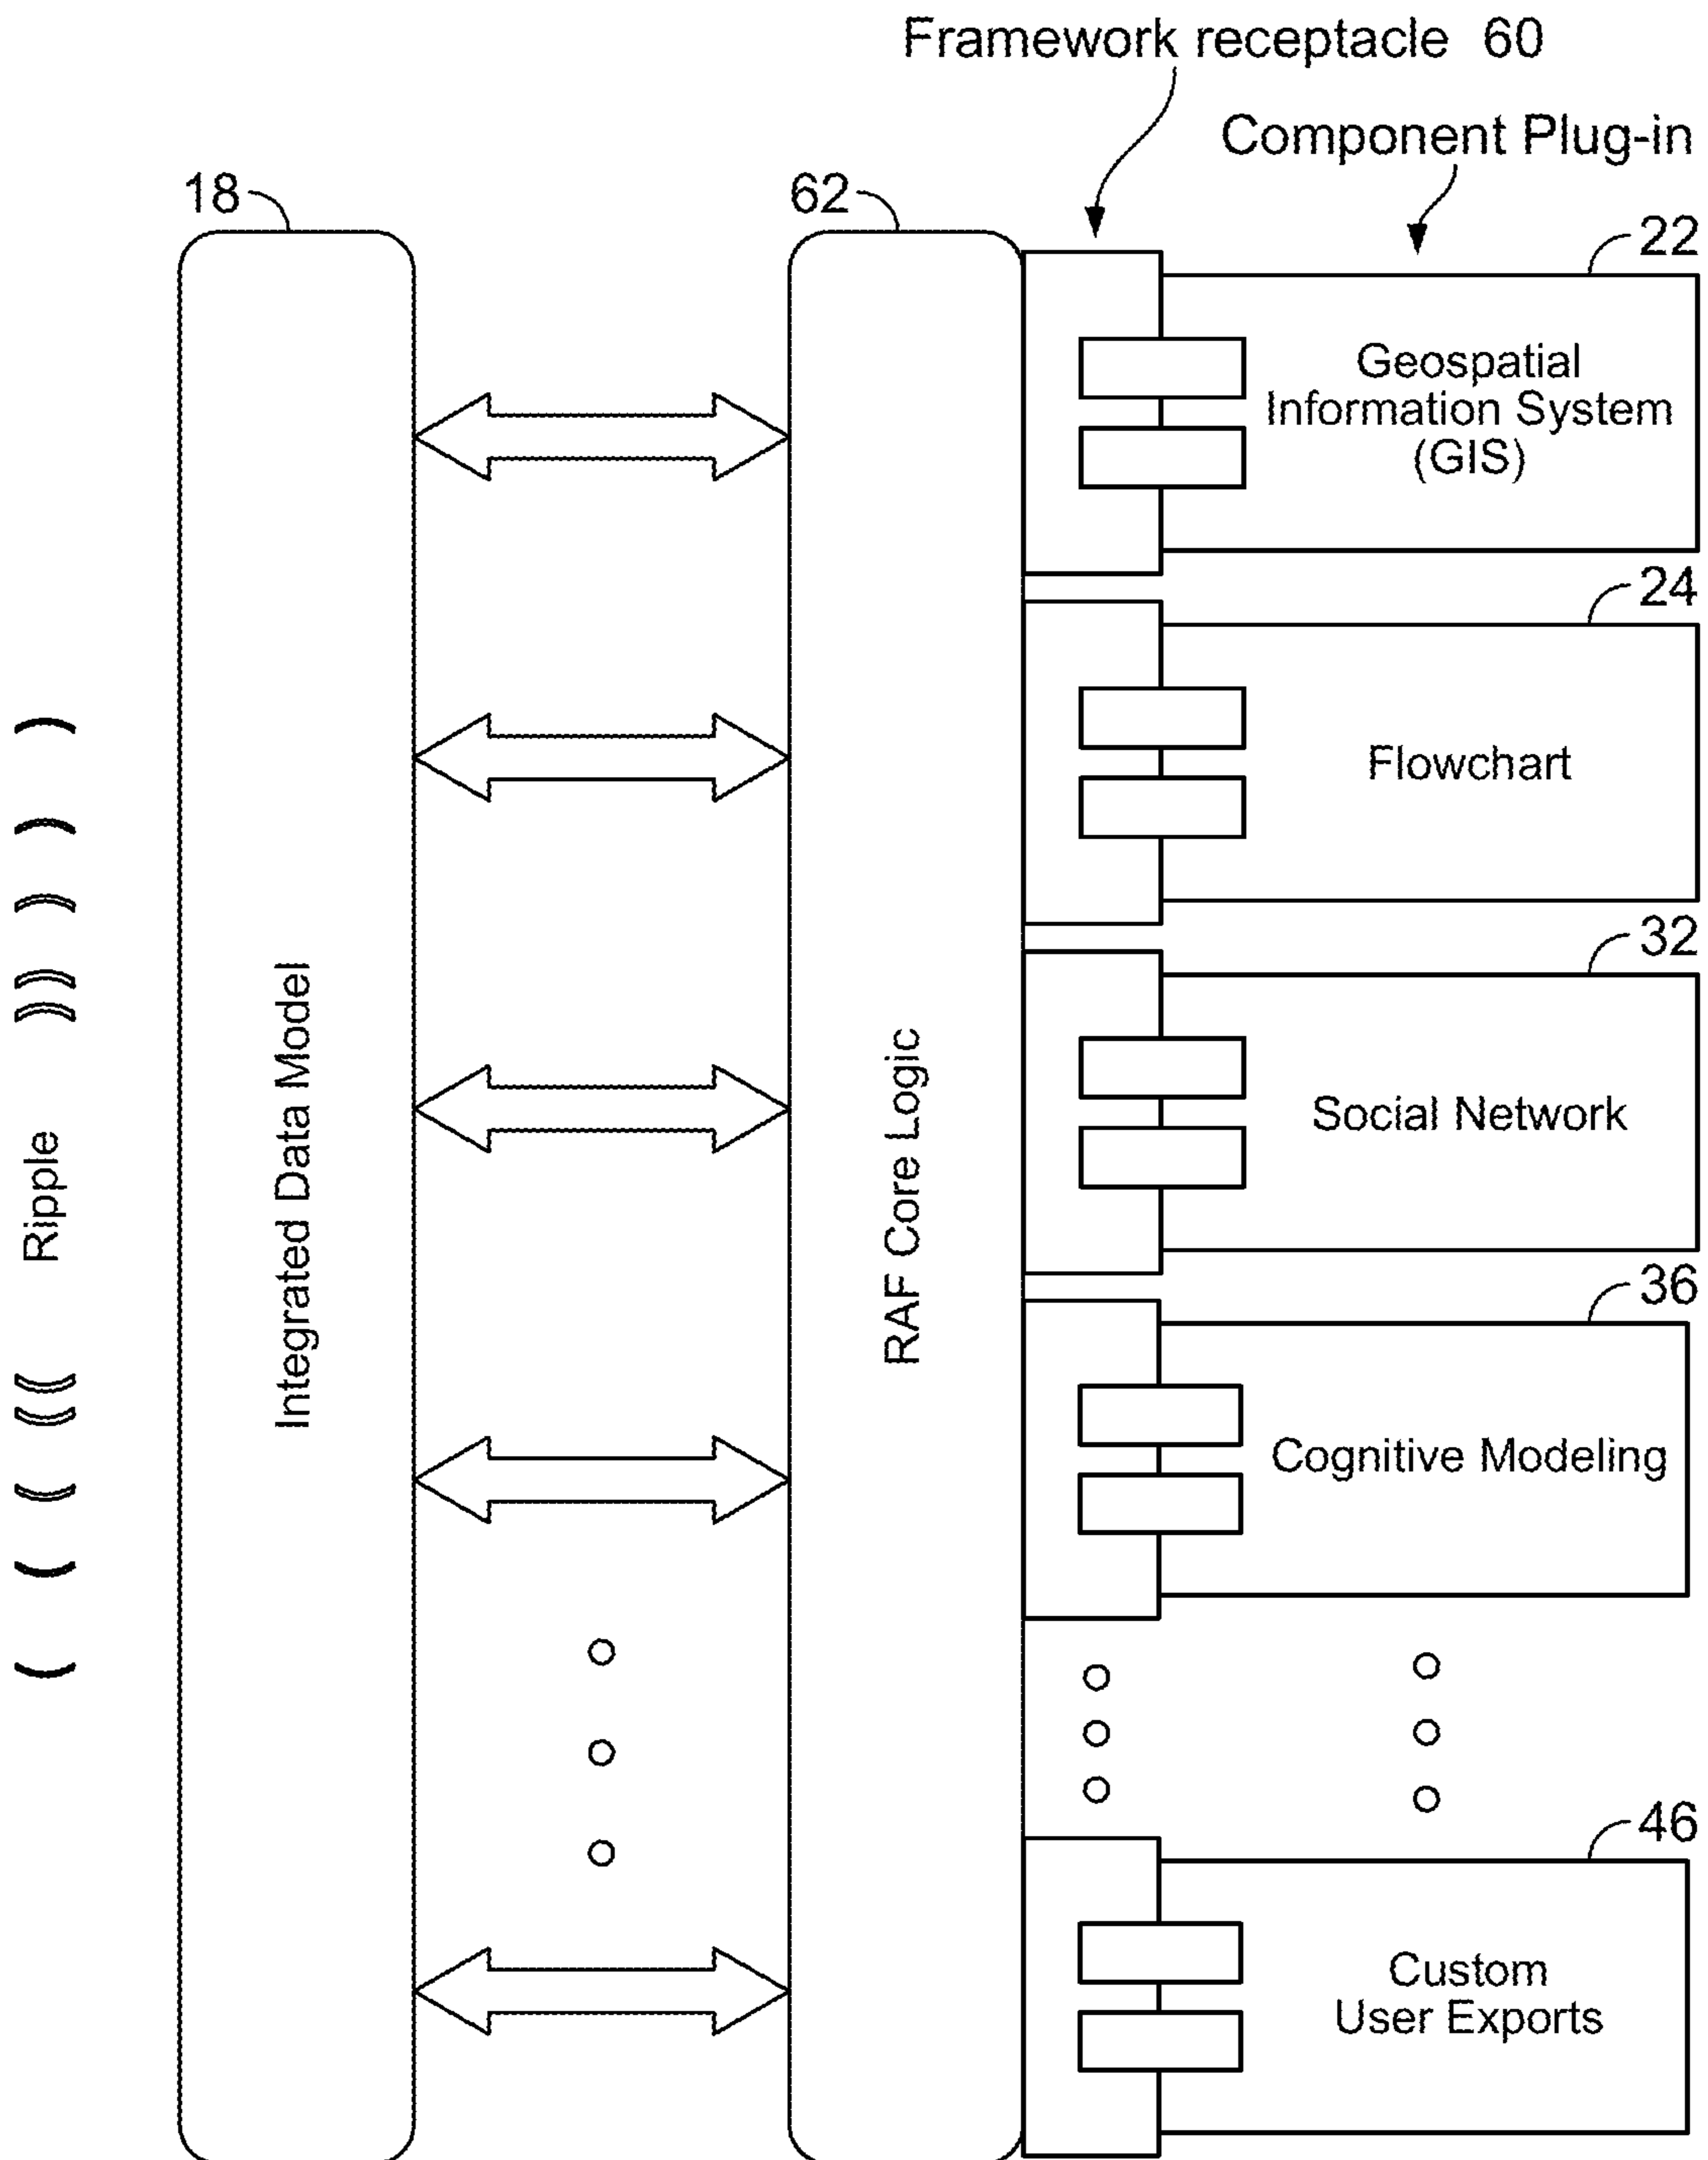 Framework receptacle 60
Component Plug-in
18
62
22
Geospatial
Information System
(GIS)
24
Flowchart
32
Social Network
36
Cognitive Modeling
46
Custom
User Exports
Ripple
Integrated Data Model
RAF Core Logic